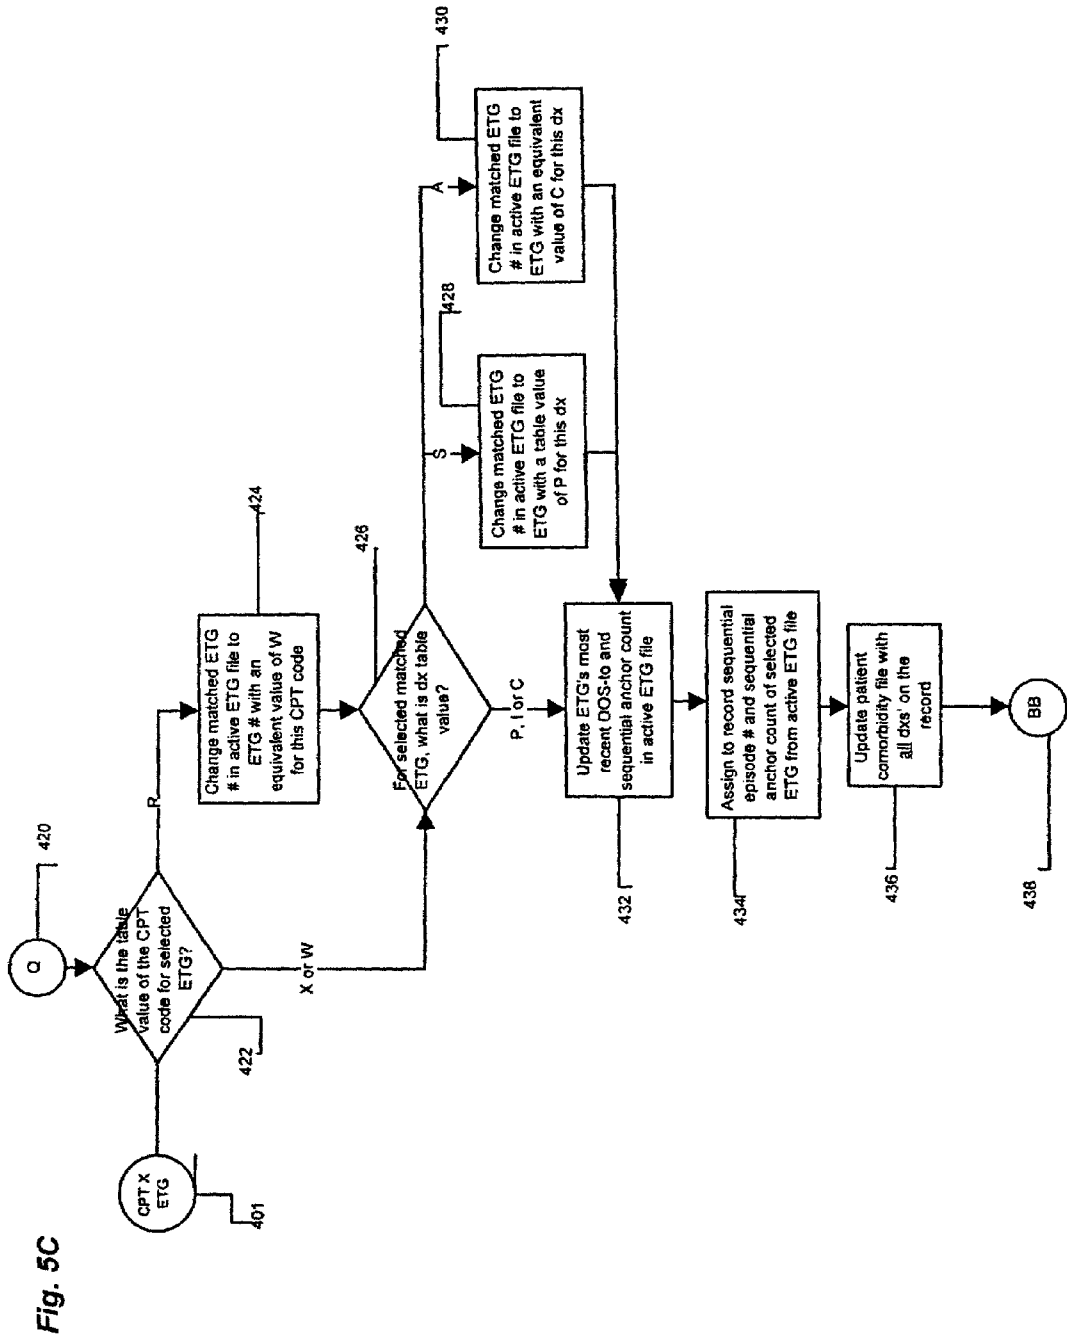 Fig. 5C
Q
420
What is the table
value of the CPT
code for selected
ETG?
422
CPT X
ETG
401
R
X or W
Change matched ETG
# in active ETG file to
ETG # with an
equivalent value of W
for this CPT code
424
For selected matched
ETG, what is dx table
value?
426
S
A
P, I or C
Change matched ETG
# in active ETG file to
ETG with a table value
of P for this dx
428
Change matched ETG
# in active ETG file to
ETG with an equivalent
value of C for this dx
430
Update ETG's most
recent DOS-to and
sequential anchor count
in active ETG file
432
Assign to record sequential
episode # and sequential
anchor count of selected
ETG from active ETG file
434
Update patient
comorbidity file with
all dxs' on the
record
436
BB
438